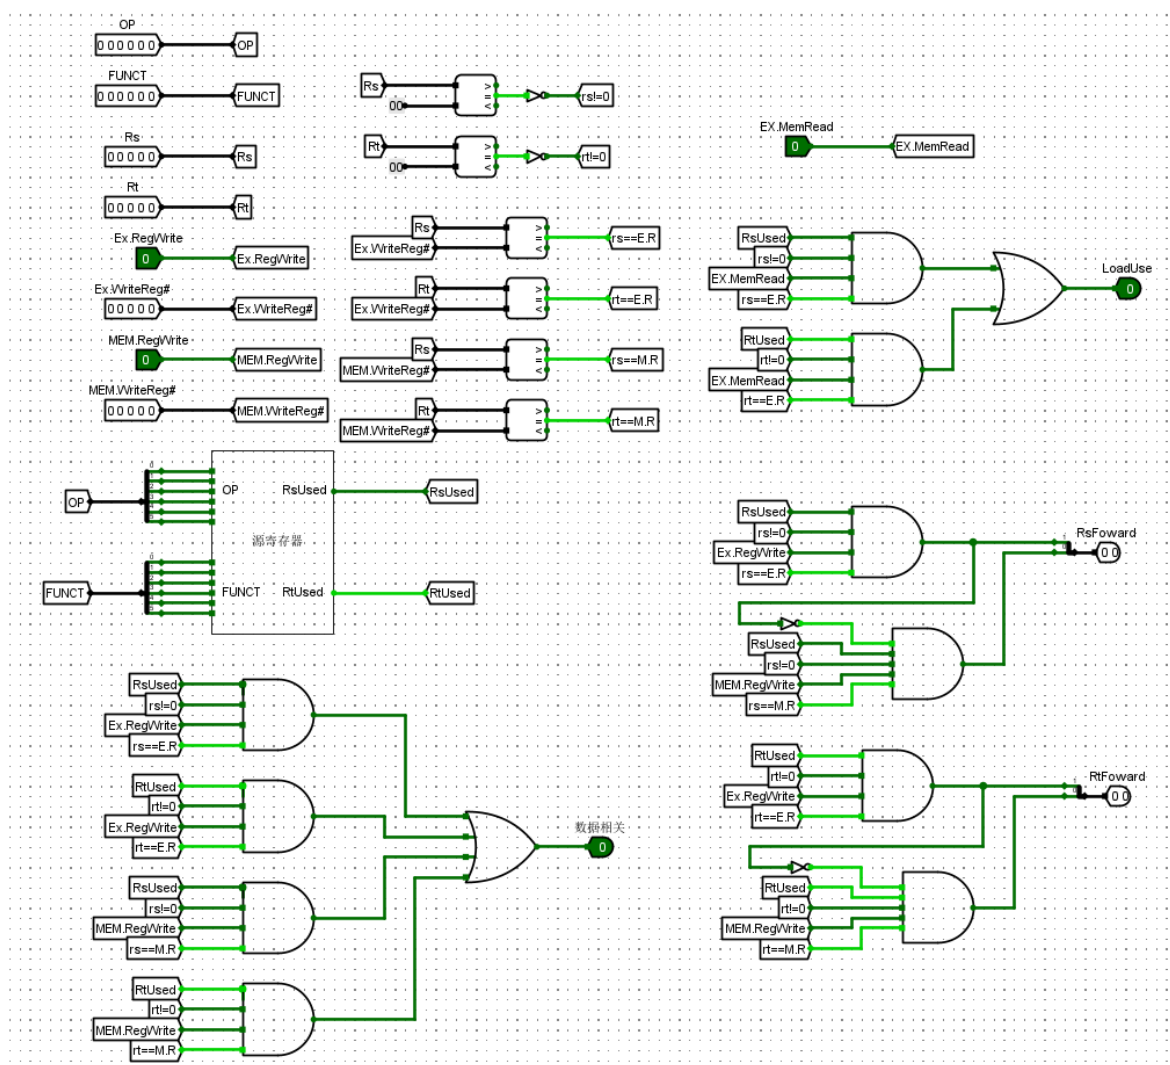 OP
000000 OP
FUNCT
000000 FUNCT
Rs
00000 Rs
Rt
00000 Rt
Ex.RegWrite
0 Ex.RegWrite
Ex.WriteReg#
00000 Ex.WriteReg#
MEM.RegWrite
0 MEM.RegWrite
MEM.WriteReg#
00000 MEM.WriteReg#
Rs
00
>
=
<
rs!=0
Rt
00
>
=
<
rt!=0
Rs
Ex.WriteReg#
>
=
<
rs==E.R
Rt
Ex.WriteReg#
>
=
<
rt==E.R
Rs
MEM.WriteReg#
>
=
<
rs==M.R
Rt
MEM.WriteReg#
>
=
<
rt==M.R
EX.MemRead
0 EX.MemRead
RsUsed
rs!=0
EX.MemRead
rs==E.R
RtUsed
rt!=0
EX.MemRead
rt==E.R
LoadUse
0
OP
FUNCT
OP RsUsed
源寄存器
FUNCT RtUsed
RsUsed
RtUsed
RsUsed
rs!=0
Ex.RegWrite
rs==E.R
RtUsed
rt!=0
Ex.RegWrite
rt==E.R
RsUsed
rs!=0
MEM.RegWrite
rs==M.R
RtUsed
rt!=0
MEM.RegWrite
rt==M.R
数据相关
0
RsUsed
rs!=0
Ex.RegWrite
rs==E.R
RsUsed
rs!=0
MEM.RegWrite
rs==M.R
RsFoward
00
RtUsed
rt!=0
Ex.RegWrite
rt==E.R
RtUsed
rt!=0
MEM.RegWrite
rt==M.R
RtFoward
00